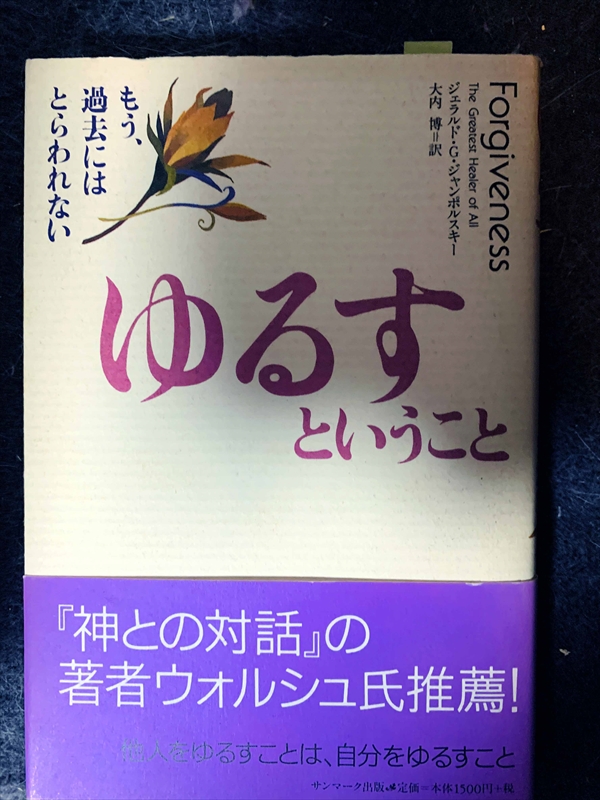 Forgiveness
The Greatest Healer of All
ジェラルド・G・ジャンポルスキー
大内 博=訳
もう、
過去には
とらわれない
ゆるす
ということ
『神との対話』の
著者ウォルシュ氏推薦!
他人をゆるすことは、自分をゆるすこと
サンマーク出版 定価=本体1500円+税